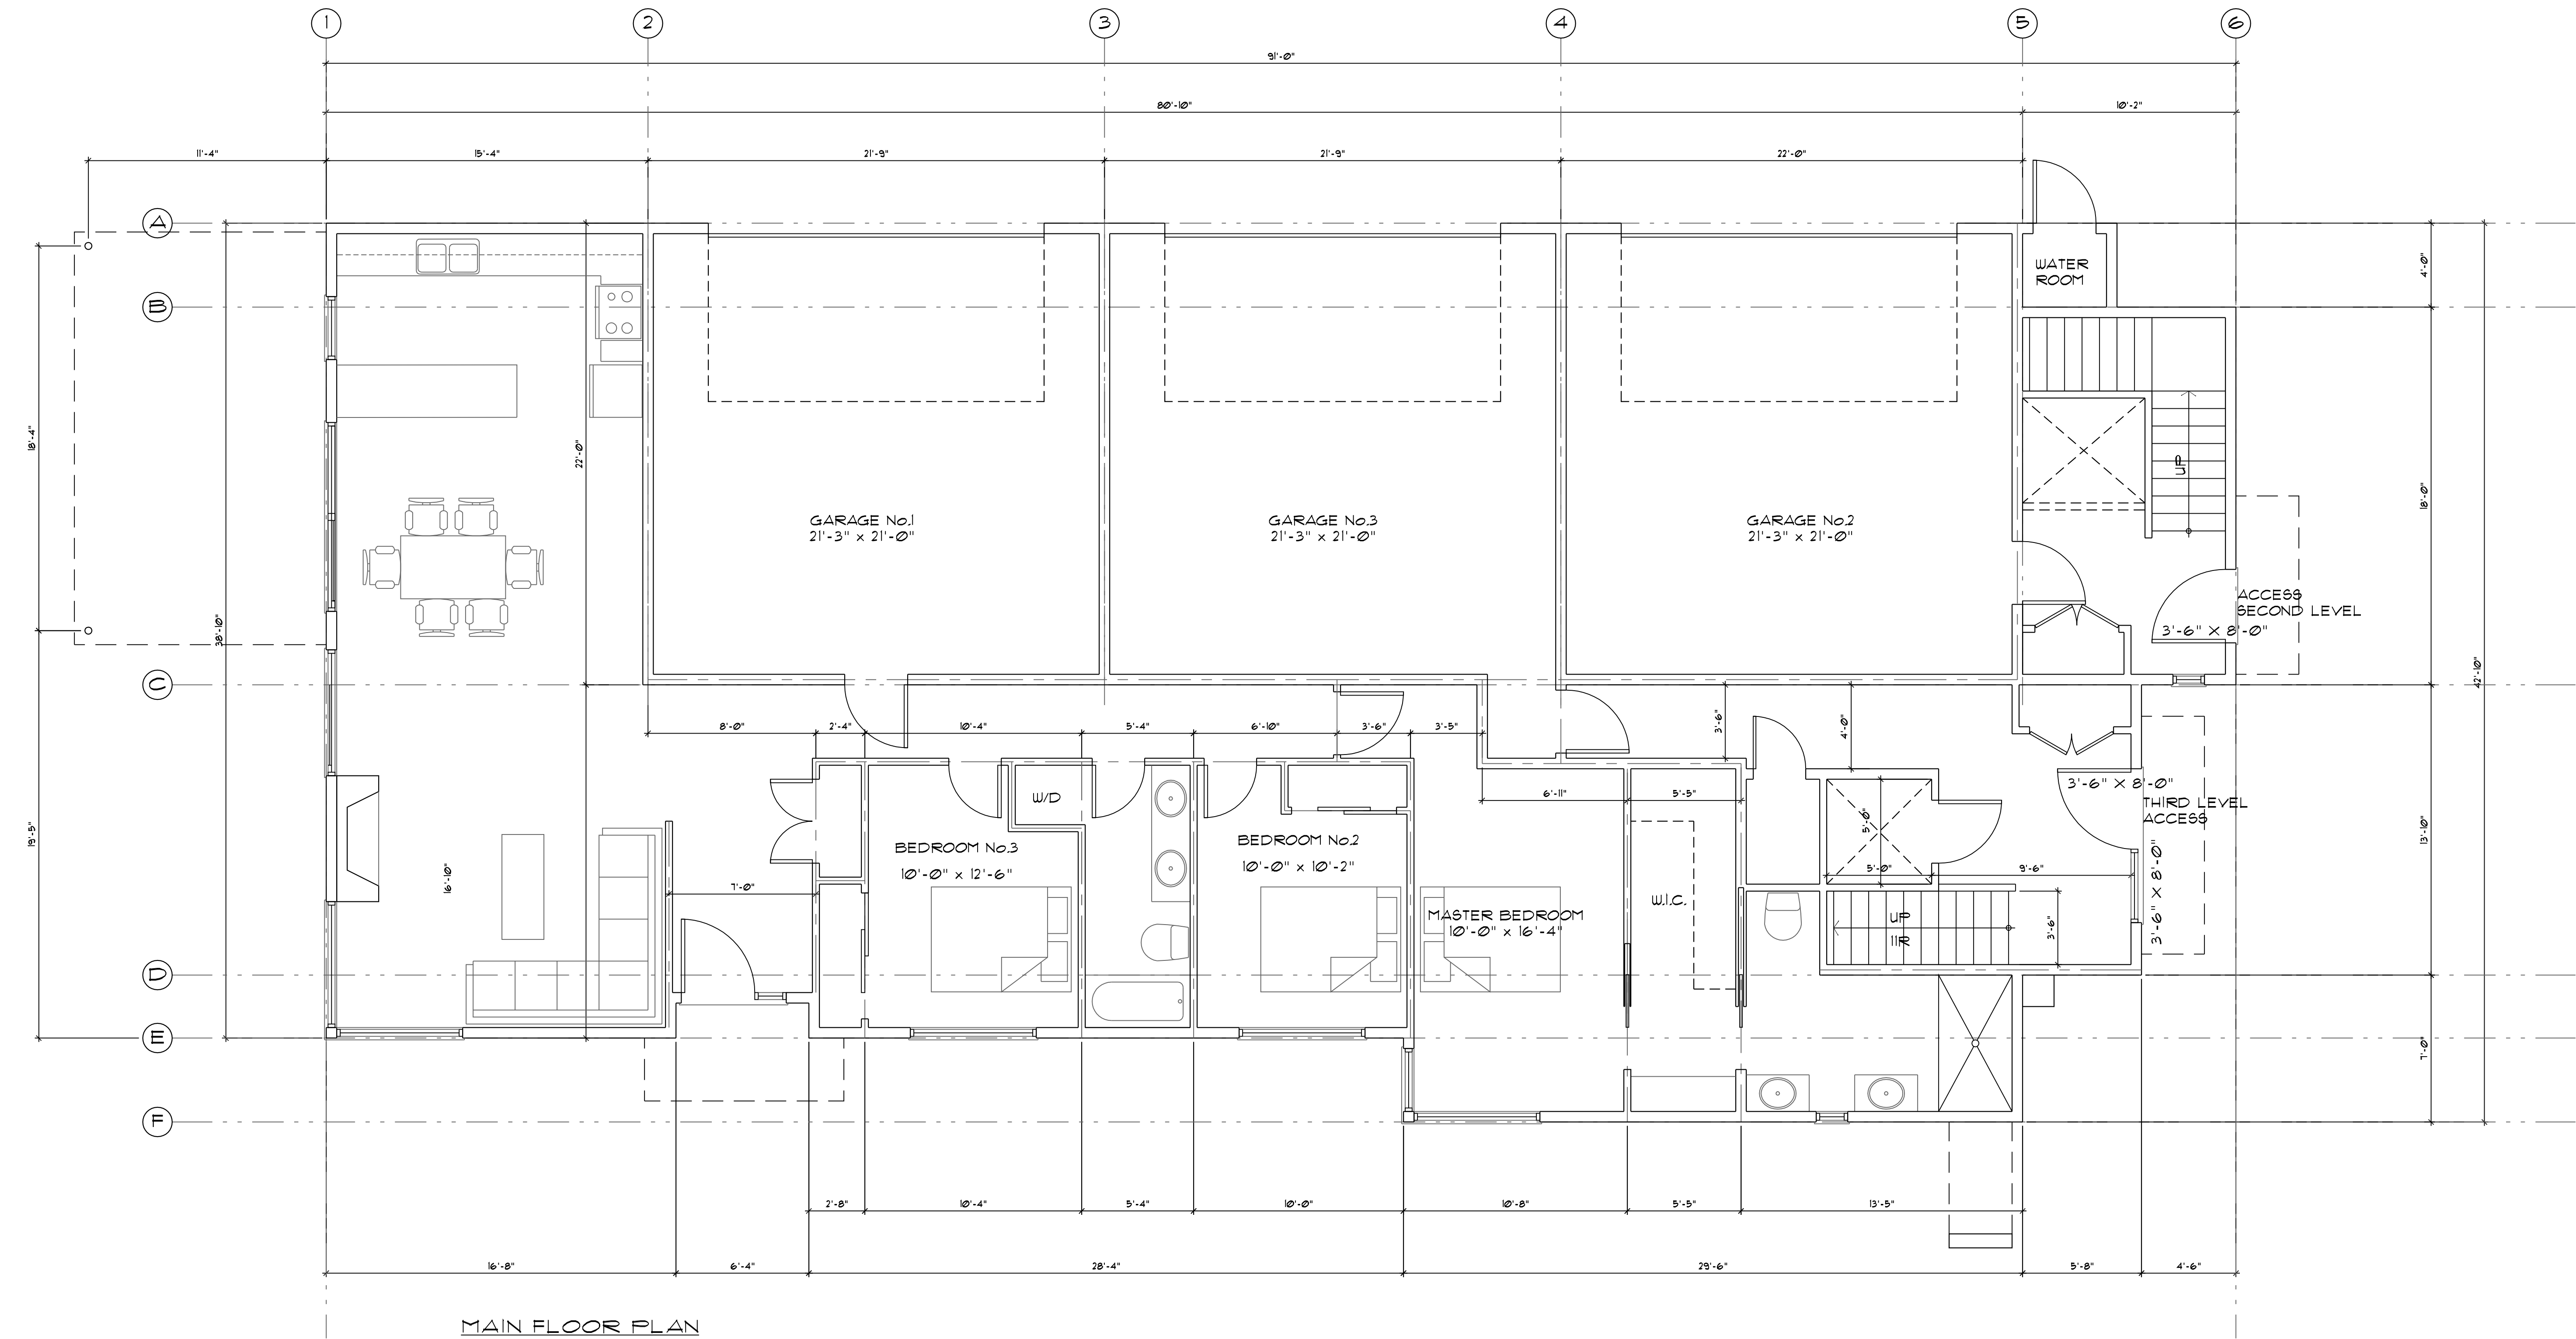 1 2 3 4 5 6
91'-0"
80'-10" 10'-2"
11'-4" 15'-4" 21'-9" 21'-9" 22'-0"
A
B
C
D
E
F
WATER
ROOM
4'-0"
18'-4"
22'-0"
38'-10"
18'-0"
42'-10"
UP
GARAGE No.1
21'-3" x 21'-0"
GARAGE No.3
21'-3" x 21'-0"
GARAGE No.2
21'-3" x 21'-0"
ACCESS
SECOND LEVEL
3'-6" X 8'-0"
8'-0" 2'-4" 10'-4" 5'-4" 6'-10" 3'-6" 3'-5"
3'-6"
4'-0"
3'-6" X 8'-0"
THIRD LEVEL
ACCESS
3'-6" X 8'-0"
6'-11" 5'-5"
W/D
5'-0"
13'-10"
19'-5"
BEDROOM No.3
10'-0" x 12'-6"
BEDROOM No.2
10'-0" x 10'-2"
16'-10"
7'-0"
5'-0" 9'-6"
W.I.C.
MASTER BEDROOM
10'-0" x 16'-4"
UP
11R
3'-6"
7'-0"
2'-8" 10'-4" 5'-4" 10'-0" 10'-8" 5'-5" 13'-5"
16'-8" 6'-4" 28'-4" 29'-6" 5'-8" 4'-6"
MAIN FLOOR PLAN